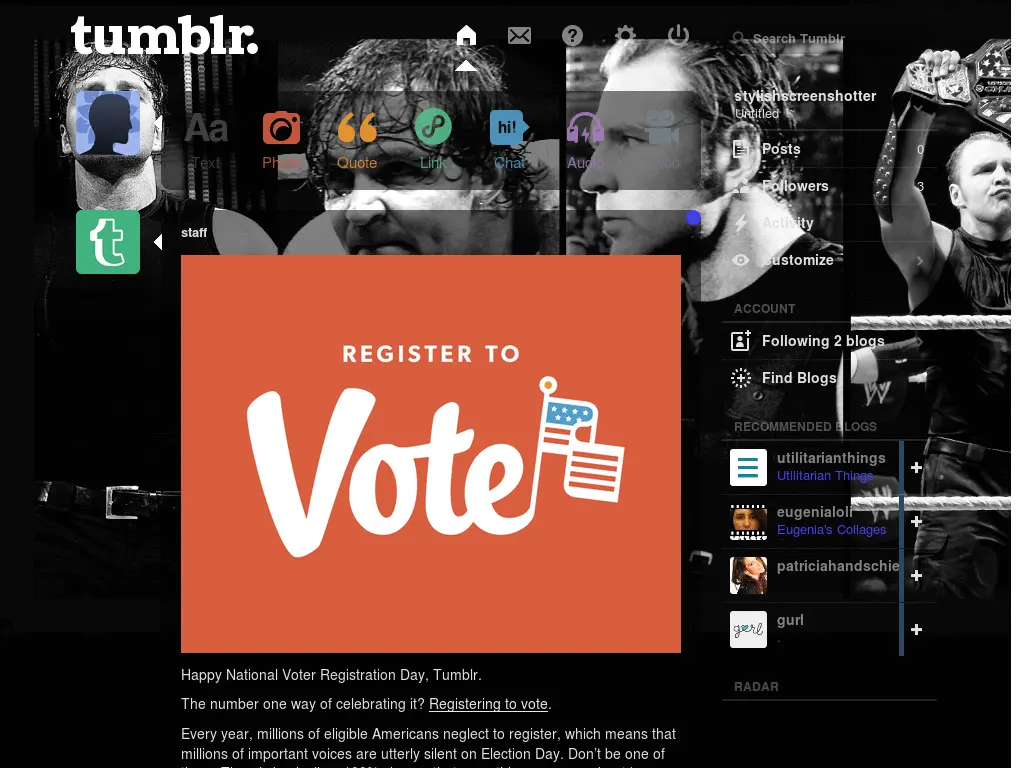 tumblr.
Search Tumblr
stylishscreenshotter
Untitled
Aa
hi!
Text
Photo
Quote
Link
Chat
Audio
Posts
0
Followers
3
Activity
Customize
staff
REGISTER TO
Vote
ACCOUNT
Following 2 blogs
Find Blogs
RECOMMENDED BLOGS
utilitarianthings
Utilitarian Things
eugenialoli
Eugenia's Collages
patriciahandschie
gurl
gurl
.
RADAR
Happy National Voter Registration Day, Tumblr.
The number one way of celebrating it? Registering to vote.
Every year, millions of eligible Americans neglect to register, which means that
millions of important voices are utterly silent on Election Day. Don't be one of